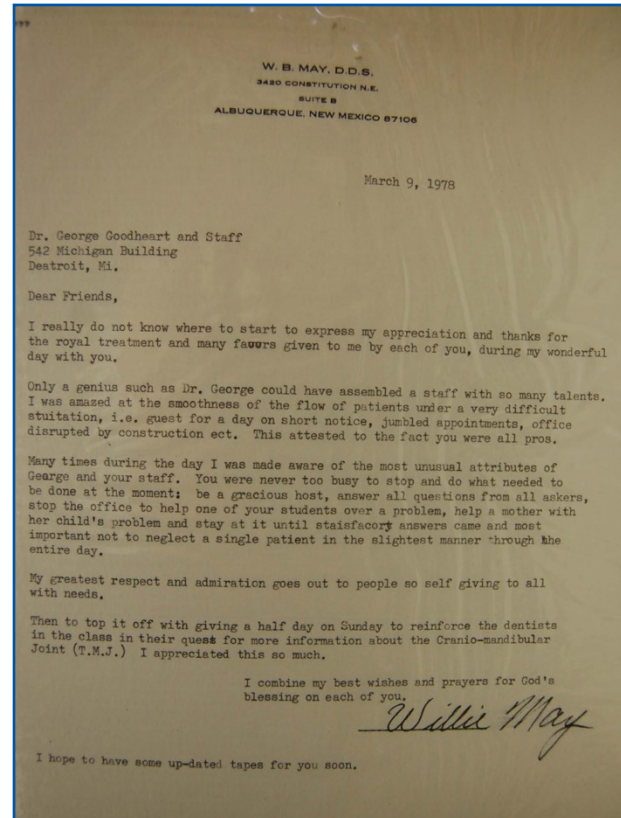 W. B. MAY, D.D.S.
3420 CONSTITUTION N.E.
SUITE B
ALBUQUERQUE, NEW MEXICO 87106
March 9, 1978
Dr. George Goodheart and Staff
542 Michigan Building
Deatroit, Mi.
Dear Friends,
I really do not know where to start to express my appreciation and thanks for
the royal treatment and many favors given to me by each of you, during my wonderful
day with you.
Only a genius such as Dr. George could have assembled a staff with so many talents.
I was amazed at the smoothness of the flow of patients under a very difficult
stuitation, i.e. guest for a day on short notice, jumbled appointments, office
disrupted by construction ect. This attested to the fact you were all pros.
Many times during the day I was made aware of the most unusual attributes of
George and your staff. You were never too busy to stop and do what needed to
be done at the moment: be a gracious host, answer all questions from all askers,
stop the office to help one of your students over a problem, help a mother with
her child's problem and stay at it until staisfacory answers came and most
important not to neglect a single patient in the slightest manner through the
entire day.
My greatest respect and admiration goes out to people so self giving to all
with needs.
Then to top it off with giving a half day on Sunday to reinforce the dentists
in the class in their quest for more information about the Cranio-mandibular
Joint (T.M.J.) I appreciated this so much.
I combine my best wishes and prayers for God's
blessing on each of you.
Willie May
I hope to have some up-dated tapes for you soon.